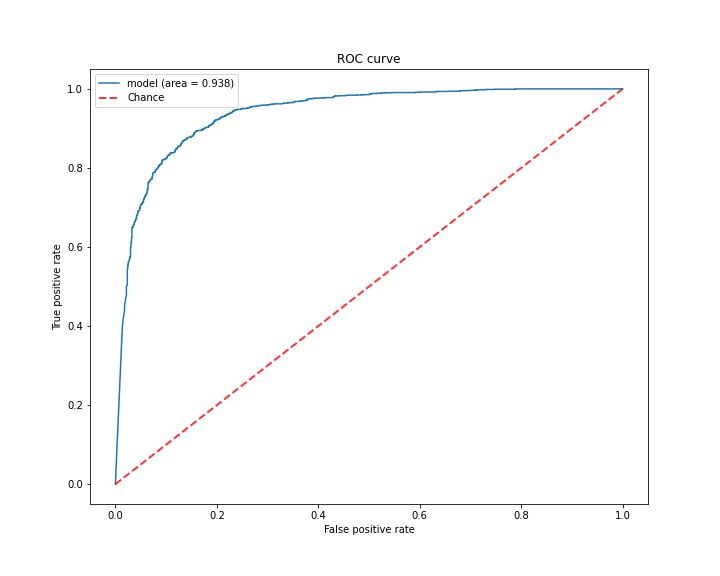 ROC curve
model (area = 0.938)
Chance
1.0
0.8
0.6
0.4
0.2
0.0
True positive rate
0.0 0.2 0.4 0.6 0.8 1.0
False positive rate